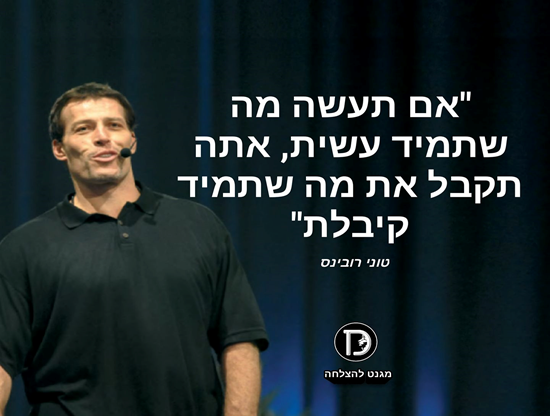 "אם תעשה מה
שתמיד עשית, אתה
תקבל את מה שתמיד
קיבלת"
טוני רובינס
מגנט להצלחה